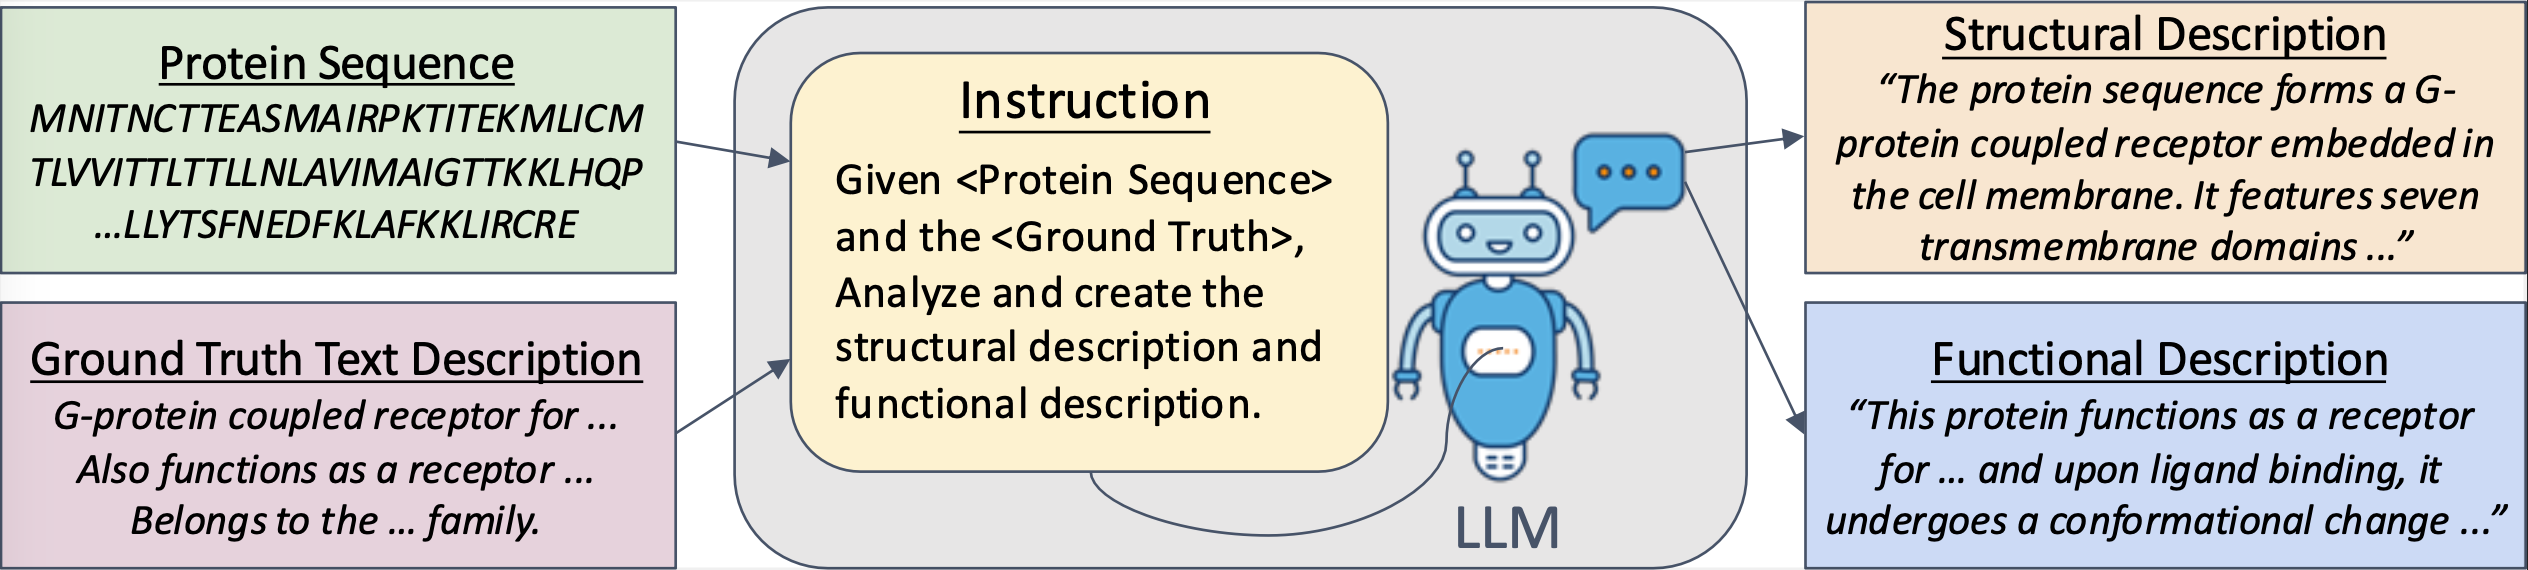 Protein Sequence
MNITNCTTEASMAIRPKTITEKMLICM
TLVVITTLTTLLNLAVIMAIGTTKKLHQP
...LLYTSFNEDFKLAFKKLIRCRE
Ground Truth Text Description
G-protein coupled receptor for ...
Also functions as a receptor ...
Belongs to the ... family.
Instruction
Given <Protein Sequence>
and the <Ground Truth>,
Analyze and create the
structural description and
functional description.
LLM
Structural Description
“The protein sequence forms a G-
protein coupled receptor embedded in
the cell membrane. It features seven
transmembrane domains ...”
Functional Description
“This protein functions as a receptor
for ... and upon ligand binding, it
undergoes a conformational change ...”